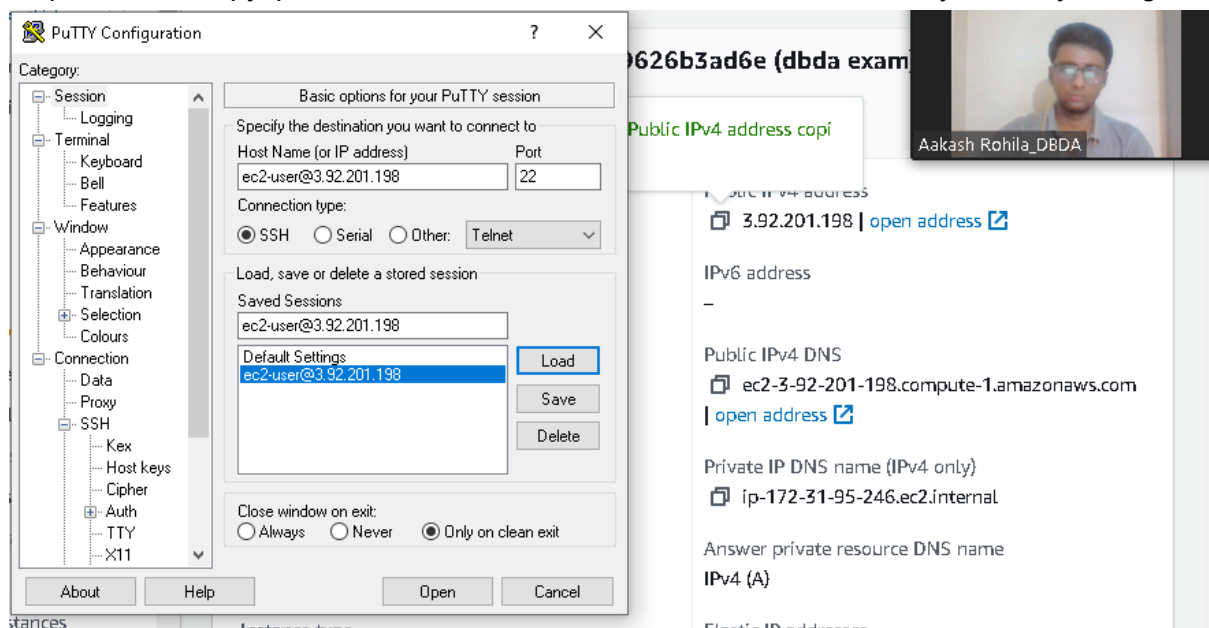 PuTTY Configuration ? ×
Category:
Session
Logging
Terminal
Keyboard
Bell
Features
Window
Appearance
Behaviour
Translation
Selection
Colours
Connection
Data
Proxy
SSH
Kex
Host keys
Cipher
Auth
TTY
X11
Basic options for your PuTTY session
Specify the destination you want to connect to
Host Name (or IP address) Port
ec2-user@3.92.201.198 22
Connection type:
SSH Serial Other: Telnet
Load, save or delete a stored session
Saved Sessions
ec2-user@3.92.201.198
Default Settings
ec2-user@3.92.201.198
Load
Save
Delete
Close window on exit:
Always Never Only on clean exit
About Help Open Cancel
9626b3ad6e (dbda exam)
Public IPv4 address copi
Aakash Rohila_DBDA
Public IPv4 address
3.92.201.198 | open address
IPv6 address
–
Public IPv4 DNS
ec2-3-92-201-198.compute-1.amazonaws.com
| open address
Private IP DNS name (IPv4 only)
ip-172-31-95-246.ec2.internal
Answer private resource DNS name
IPv4 (A)
stances